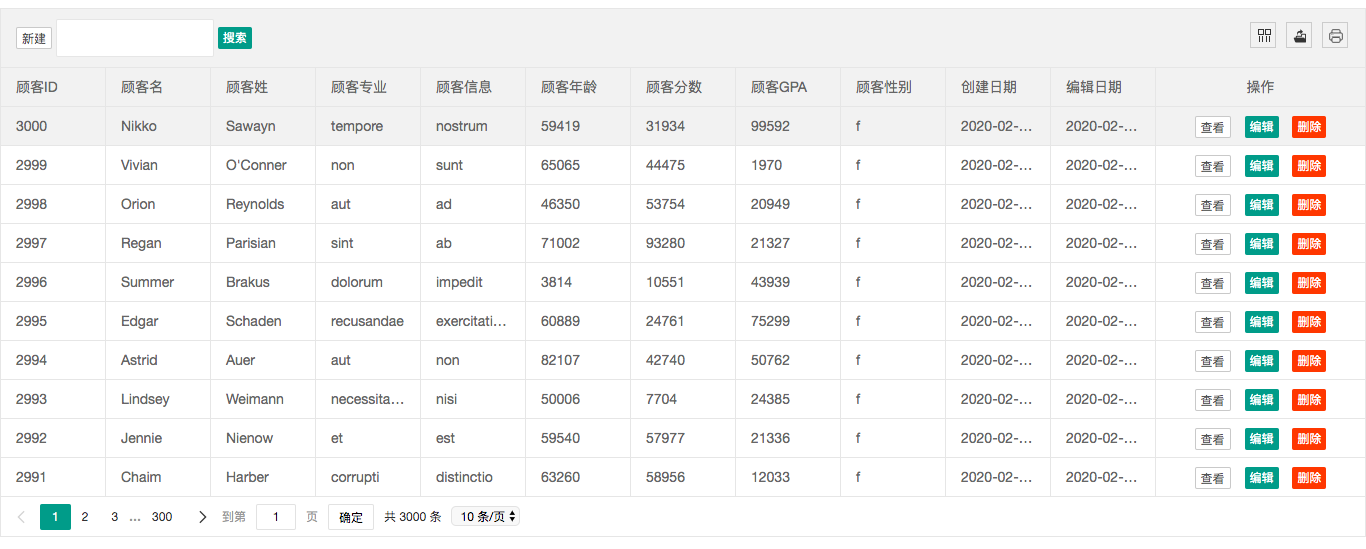 新建 搜索
顾客ID 顾客名 顾客姓 顾客专业 顾客信息 顾客年龄 顾客分数 顾客GPA 顾客性别 创建日期 编辑日期 操作
3000 Nikko Sawayn tempore nostrum 59419 31934 99592 f 2020-02-... 2020-02-... 查看 编辑 删除
2999 Vivian O'Conner non sunt 65065 44475 1970 f 2020-02-... 2020-02-... 查看 编辑 删除
2998 Orion Reynolds aut ad 46350 53754 20949 f 2020-02-... 2020-02-... 查看 编辑 删除
2997 Regan Parisian sint ab 71002 93280 21327 f 2020-02-... 2020-02-... 查看 编辑 删除
2996 Summer Brakus dolorum impedit 3814 10551 43939 f 2020-02-... 2020-02-... 查看 编辑 删除
2995 Edgar Schaden recusandae exercitati... 60889 24761 75299 f 2020-02-... 2020-02-... 查看 编辑 删除
2994 Astrid Auer aut non 82107 42740 50762 f 2020-02-... 2020-02-... 查看 编辑 删除
2993 Lindsey Weimann necessita... nisi 50006 7704 24385 f 2020-02-... 2020-02-... 查看 编辑 删除
2992 Jennie Nienow et est 59540 57977 21336 f 2020-02-... 2020-02-... 查看 编辑 删除
2991 Chaim Harber corrupti distinctio 63260 58956 12033 f 2020-02-... 2020-02-... 查看 编辑 删除
1 2 3 ... 300 到第 1 页 确定 共 3000 条 10 条/页